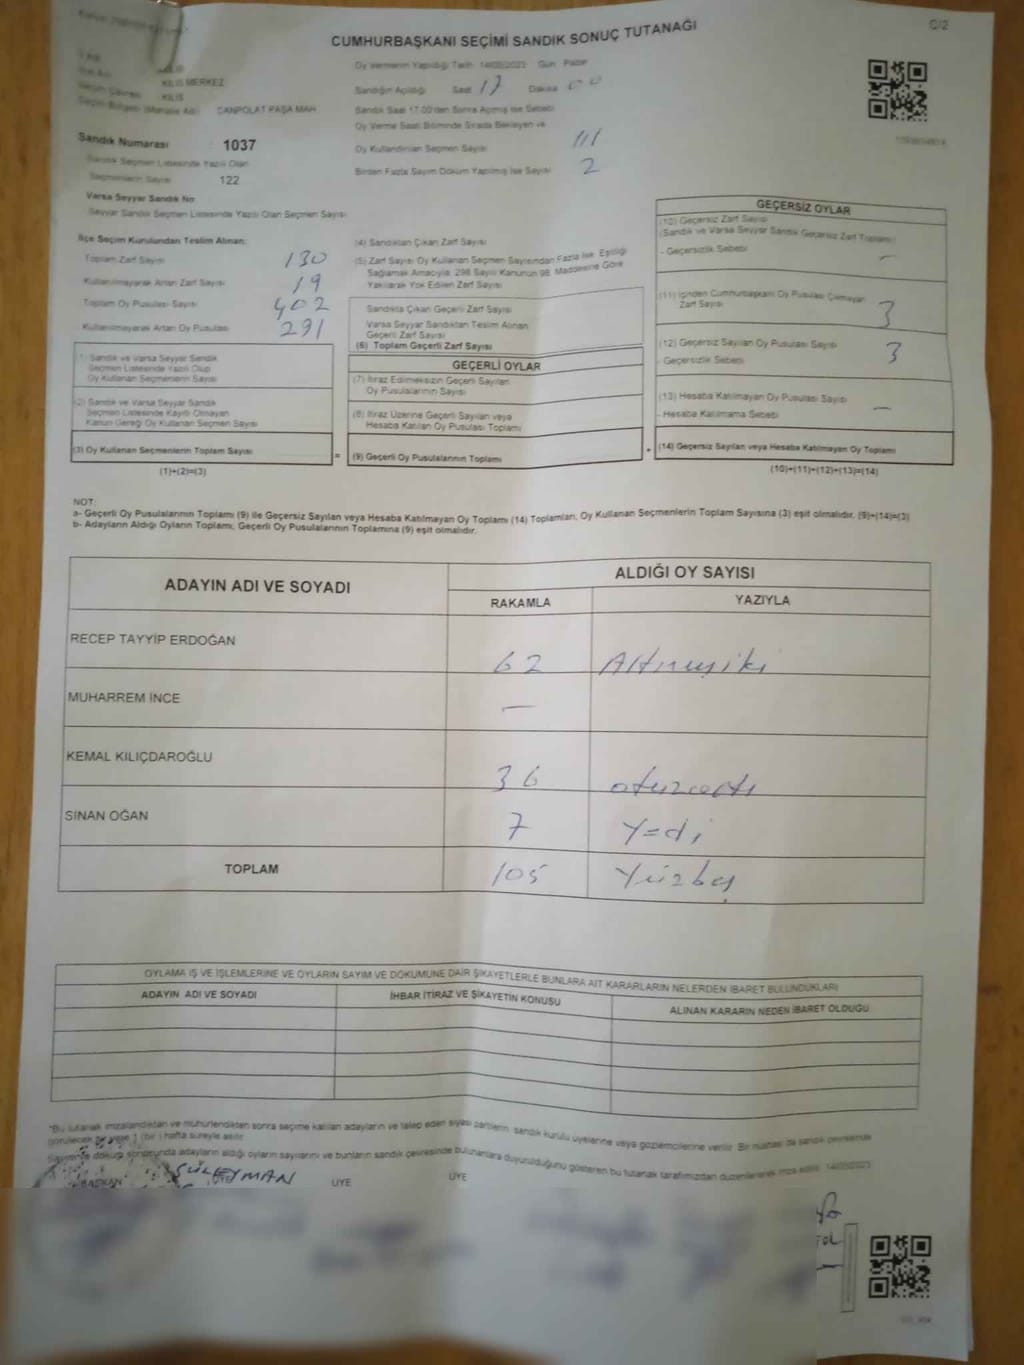 C/2
CUMHURBAŞKANI SEÇİMİ SANDIK SONUÇ TUTANAĞI
KİLİS
KİLİS MERKEZ
KİLİS
CANPOLAT PAŞA MAH.
Oy Vermenin Yapıldığı Tarih 14/05/2023 Gün Pazar
Sandığın Açıldığı Saat 17 Dakika 00
Sandık Saat 17.00'den Sonra Açılmış İse Sebebi
Oy Verme Saati Bitiminde Sırada Bekleyen ve
Oy Kullandırılan Seçmen Sayısı 111
Birden Fazla Sayım Döküm Yapılmış İse Sayısı 2
Sandık Numarası : 1037
Sandık Seçmen Listesinde Yazılı Olan
Seçmenlerin Sayısı : 122
Varsa Seyyar Sandık No
Seyyar Sandık Seçmen Listesinde Yazılı Olan Seçmen Sayısı
İlçe Seçim Kurulundan Teslim Alınan:
Toplam Zarf Sayısı 130
Kullanılmayarak Artan Zarf Sayısı 19
Toplam Oy Pusulası Sayısı 402
Kullanılmayarak Artan Oy Pusulası 291
(1) Sandık ve Varsa Seyyar Sandık
Seçmen Listesinde Yazılı Olup
Oy Kullanan Seçmenlerin Sayısı
(2) Sandık ve Varsa Seyyar Sandık
Seçmen Listesinde Kayıtlı Olmayan
Kanun Gereği Oy Kullanan Seçmen Sayısı
(3) Oy Kullanan Seçmenlerin Toplam Sayısı
(1)+(2)=(3)
(4) Sandıktan Çıkan Zarf Sayısı
(5) Zarf Sayısı Oy Kullanan Seçmen Sayısından Fazla İse, Eşitliği
Sağlamak Amacıyla, 298 Sayılı Kanunun 98. Maddesine Göre
Yakılarak Yok Edilen Zarf Sayısı
Sandıkta Çıkan Geçerli Zarf Sayısı
Varsa Seyyar Sandıktan Teslim Alınan
Geçerli Zarf Sayısı
(6) Toplam Geçerli Zarf Sayısı
GEÇERLİ OYLAR
(7) İtiraz Edilmeksizin Geçerli Sayılan
Oy Pusulalarının Sayısı
(8) İtiraz Üzerine Geçerli Sayılan veya
Hesaba Katılan Oy Pusulası Toplamı
(9) Geçerli Oy Pusulalarının Toplamı
GEÇERSİZ OYLAR
(10) Geçersiz Zarf Sayısı
(Sandık ve Varsa Seyyar Sandık Geçersiz Zarf Toplamı)
- Geçersizlik Sebebi -
(11) İçinden Cumhurbaşkanı Oy Pusulası Çıkmayan
Zarf Sayısı 3
(12) Geçersiz Sayılan Oy Pusulası Sayısı 3
- Geçersizlik Sebebi
(13) Hesaba Katılmayan Oy Pusulası Sayısı -
- Hesaba Katılmama Sebebi
(14) Geçersiz Sayılan veya Hesaba Katılmayan Oy Toplamı
(10)+(11)+(12)+(13)=(14)
NOT:
a- Geçerli Oy Pusulalarının Toplamı (9) ile Geçersiz Sayılan veya Hesaba Katılmayan Oy Toplamı (14) Toplamları, Oy Kullanan Seçmenlerin Toplam Sayısına (3) eşit olmalıdır. (9)+(14)=(3)
b- Adayların Aldığı Oyların Toplamı, Geçerli Oy Pusulalarının Toplamına (9) eşit olmalıdır.
ADAYIN ADI VE SOYADI
ALDIĞI OY SAYISI
RAKAMLA YAZIYLA
RECEP TAYYİP ERDOĞAN 62 Altmışiki
MUHARREM İNCE -
KEMAL KILIÇDAROĞLU 36 otuzaltı
SİNAN OĞAN 7 Yedi
TOPLAM 105 Yüzbeş
OYLAMA İŞ VE İŞLEMLERİNE VE OYLARIN SAYIM VE DÖKÜMÜNE DAİR ŞİKAYETLERLE BUNLARA AİT KARARLARIN NELERDEN İBARET BULUNDUKLARI
ADAYIN ADI VE SOYADI İHBAR İTİRAZ VE ŞİKAYETİN KONUSU ALINAN KARARIN NEDEN İBARET OLDUĞU
*Bu tutanak imzalandıktan ve mühürlendikten sonra seçime katılan adayların ve talep eden siyasi partilerin, sandık kurulu üyelerine veya gözlemcilerine verilir. Bir nüshası da sandık çevresinde
1 (bir) hafta süreyle asılır.
Sayım ve döküm sonucunda adayların aldığı oyların sayılarını ve bunların sandık çevresinde bulunanlara duyurulduğunu gösteren bu tutanak tarafımızdan düzenlenerek imza edildi. 14/05/2023
BAŞKAN ÜYE ÜYE ÜYE
SÜLEYMAN